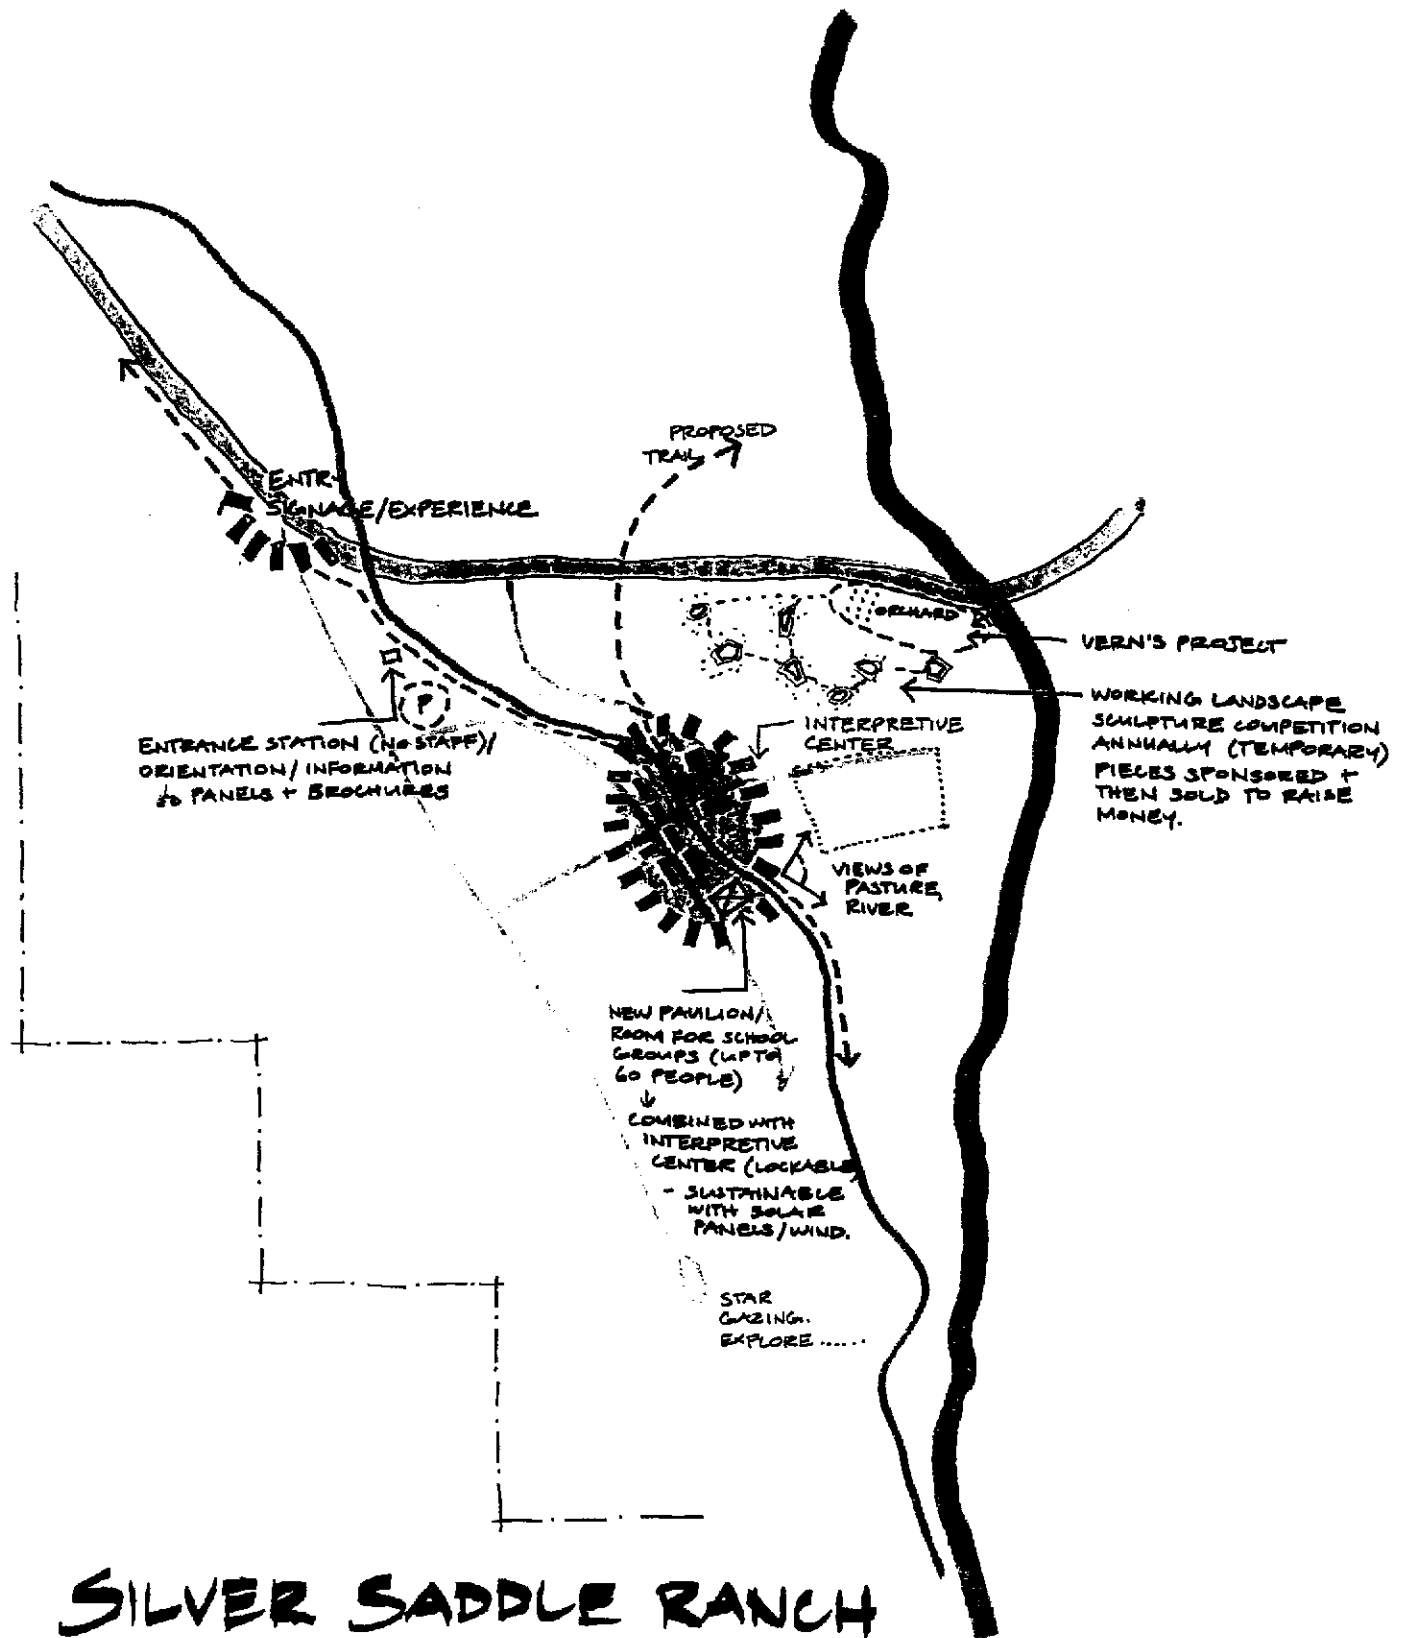 PROPOSED
TRAIL
ENTRY
SIGNAGE/EXPERIENCE
ORCHARD
VERN'S PROJECT
WORKING LANDSCAPE
SCULPTURE COMPETITION
ANNUALLY (TEMPORARY)
PIECES SPONSORED +
THEN SOLD TO RAISE
MONEY.
P
INTERPRETIVE
CENTER
ENTRANCE STATION (NO STAFF)/
ORIENTATION/INFORMATION
PANELS + BROCHURES
VIEWS OF
PASTURE,
RIVER
NEW PAVILION/
ROOM FOR SCHOOL
GROUPS (UP TO
60 PEOPLE)
COMBINED WITH
INTERPRETIVE
CENTER (LOCKABLE)
- SUSTAINABLE
WITH SOLAR
PANELS/WIND.
STAR
GAZING.
EXPLORE ......
SILVER SADDLE RANCH